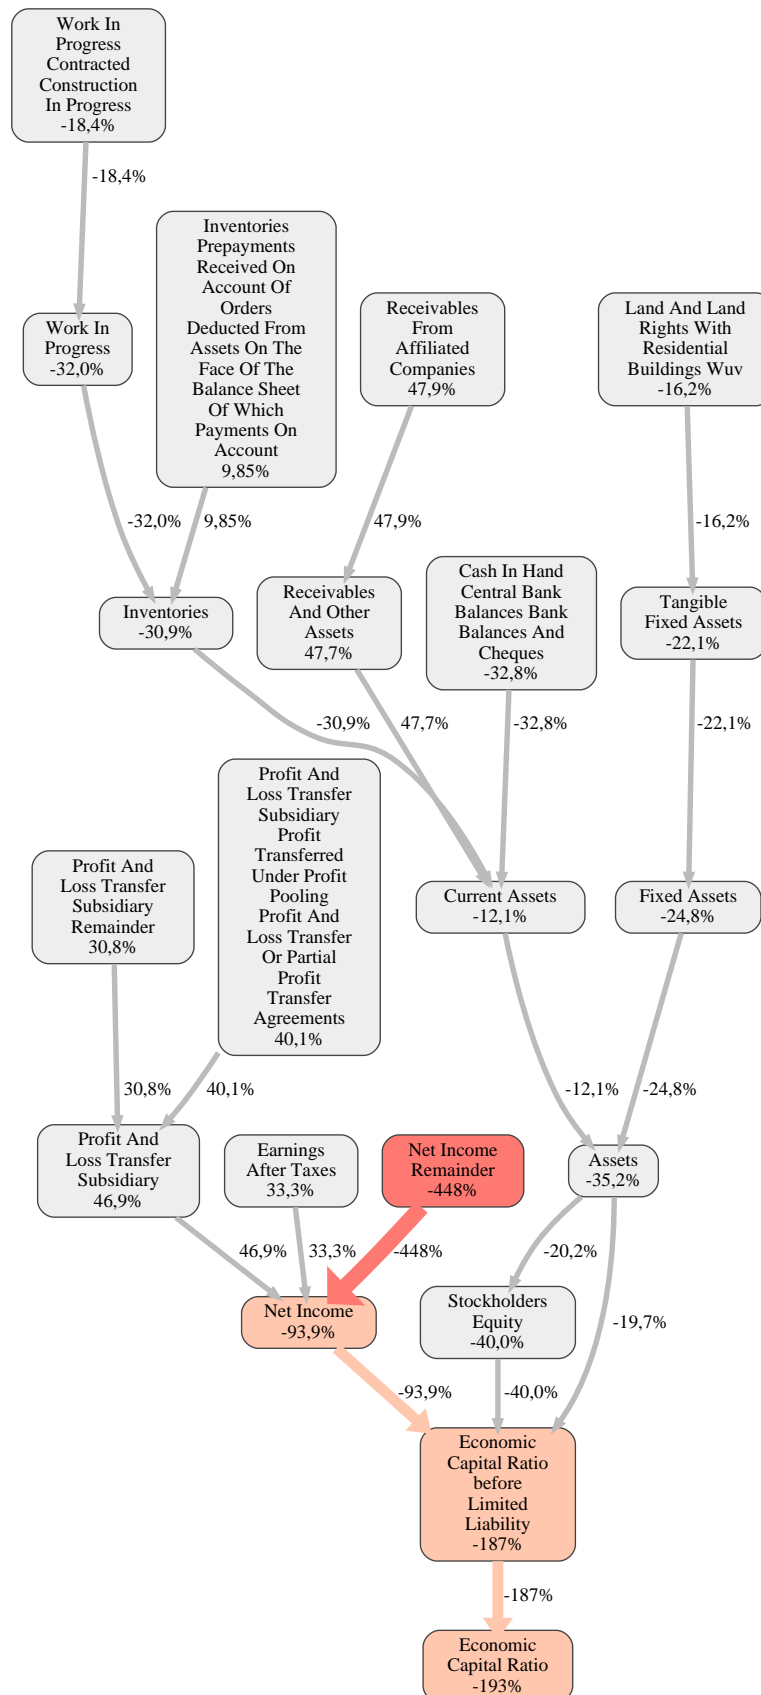 Work In
Progress
Contracted
Construction
In Progress
-18,4%
-18,4%
Inventories
Prepayments
Received On
Account Of
Orders
Deducted From
Assets On The
Face Of The
Balance Sheet
Of Which
Payments On
Account
9,85%
Work In
Progress
-32,0%
Receivables
From
Affiliated
Companies
47,9%
Land And Land
Rights With
Residential
Buildings Wuv
-16,2%
-32,0%
9,85%
47,9%
-16,2%
Inventories
-30,9%
Receivables
And Other
Assets
47,7%
Cash In Hand
Central Bank
Balances Bank
Balances And
Cheques
-32,8%
Tangible
Fixed Assets
-22,1%
-30,9%
47,7%
-32,8%
-22,1%
Profit And
Loss Transfer
Subsidiary
Remainder
30,8%
Profit And
Loss Transfer
Subsidiary
Profit
Transferred
Under Profit
Pooling
Profit And
Loss Transfer
Or Partial
Profit
Transfer
Agreements
40,1%
Current Assets
-12,1%
Fixed Assets
-24,8%
30,8%
40,1%
-12,1%
-24,8%
Profit And
Loss Transfer
Subsidiary
46,9%
Earnings
After Taxes
33,3%
Net Income
Remainder
-448%
Assets
-35,2%
46,9%
33,3%
-448%
-20,2%
-19,7%
Net Income
-93,9%
Stockholders
Equity
-40,0%
-93,9%
-40,0%
Economic
Capital Ratio
before
Limited
Liability
-187%
-187%
Economic
Capital Ratio
-193%